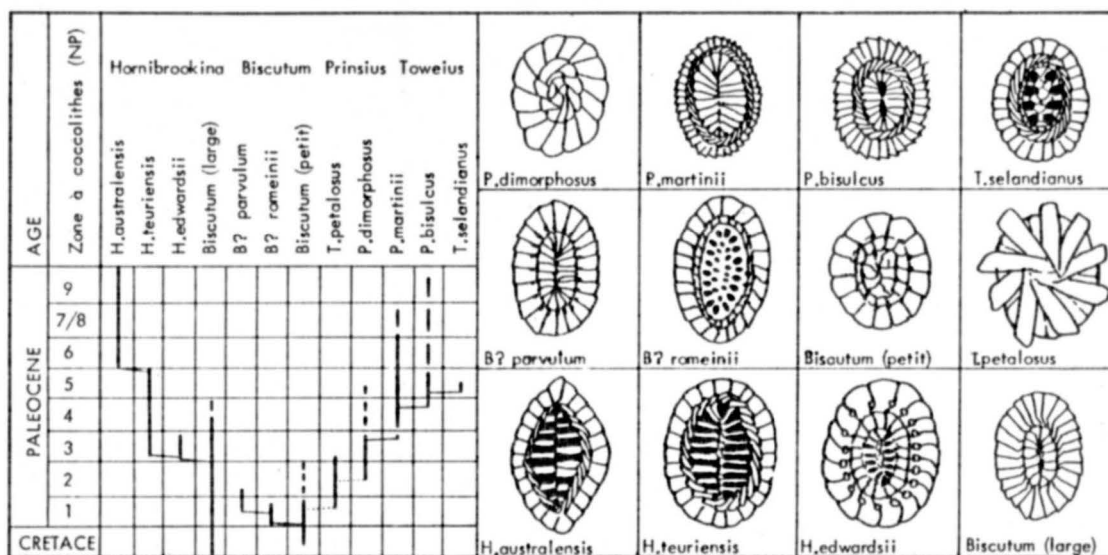 AGE
Zone à coccolithes (NP)
Hornibrookina Biscutum Prinsius Toweius
H.australensis
H.teuriensis
H.edwardsii
Biscutum (large)
B? parvulum
B? romeinii
Biscutum (petit)
T.petalosus
P.dimorphosus
P.martinii
P.bisulcus
T.selandianus
PALEOCENE
9
7/8
6
5
4
3
2
1
CRETACE
P.dimorphosus
P.martinii
P.bisulcus
T.selandianus
B? parvulum
B? romeinii
Bisautum (petit)
T.petalosus
H.australensis
H.teuriensis
H.edwardsii
Biscutum (large)